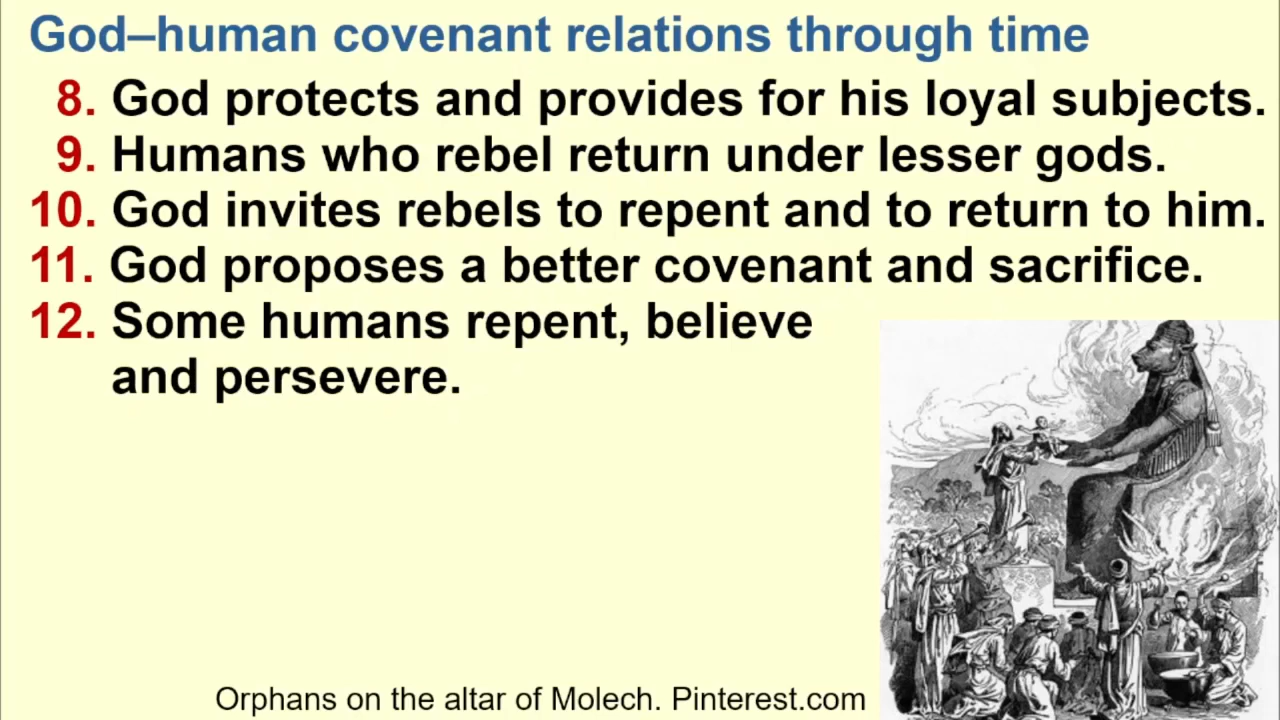 God–human covenant relations through time
8. God protects and provides for his loyal subjects.
9. Humans who rebel return under lesser gods.
10. God invites rebels to repent and to return to him.
11. God proposes a better covenant and sacrifice.
12. Some humans repent, believe
and persevere.
Orphans on the altar of Molech. Pinterest.com